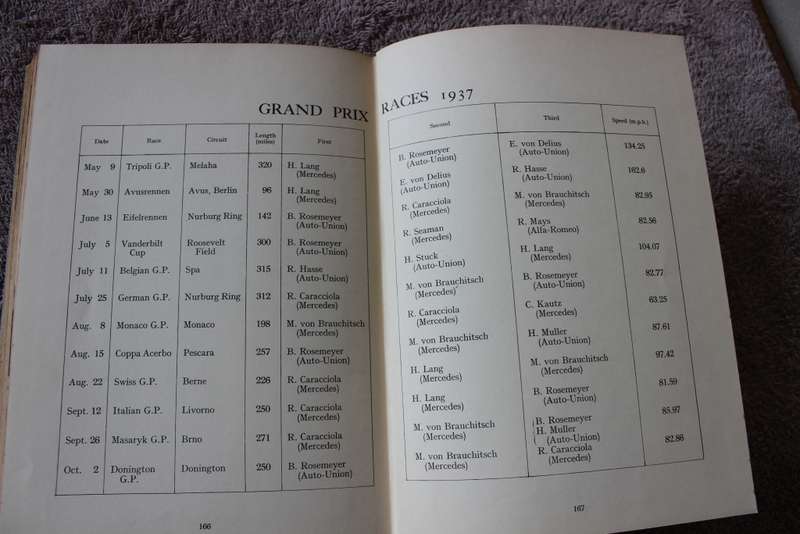 GRAND PRIX RACES 1937
Date Race Circuit Length (miles) First Second Third Speed (m.p.h.)
May 9 Tripoli G.P. Melaha 320 H. Lang (Mercedes) B. Rosemeyer (Auto-Union) E. von Delius (Auto-Union) 134.25
May 30 Avusrennen Avus, Berlin 96 H. Lang (Mercedes) E. von Delius (Auto-Union) R. Hasse (Auto-Union) 162.6
June 13 Eifelrennen Nurburg Ring 142 B. Rosemeyer (Auto-Union) R. Caracciola (Mercedes) M. von Brauchitsch (Mercedes) 82.95
July 5 Vanderbilt Cup Roosevelt Field 300 B. Rosemeyer (Auto-Union) R. Seaman (Mercedes) R. Mays (Alfa-Romeo) 82.56
July 11 Belgian G.P. Spa 315 R. Hasse (Auto-Union) H. Stuck (Auto-Union) H. Lang (Mercedes) 104.07
July 25 German G.P. Nurburg Ring 312 R. Caracciola (Mercedes) M. von Brauchitsch (Mercedes) B. Rosemeyer (Auto-Union) 82.77
Aug. 8 Monaco G.P. Monaco 198 M. von Brauchitsch (Mercedes) R. Caracciola (Mercedes) C. Kautz (Mercedes) 63.25
Aug. 15 Coppa Acerbo Pescara 257 B. Rosemeyer (Auto-Union) M. von Brauchitsch (Mercedes) H. Muller (Auto-Union) 87.61
Aug. 22 Swiss G.P. Berne 226 R. Caracciola (Mercedes) H. Lang (Mercedes) M. von Brauchitsch (Mercedes) 97.42
Sept. 12 Italian G.P. Livorno 250 R. Caracciola (Mercedes) H. Lang (Mercedes) B. Rosemeyer (Auto-Union) 81.59
Sept. 26 Masaryk G.P. Brno 271 R. Caracciola (Mercedes) M. von Brauchitsch (Mercedes) B. Rosemeyer H. Muller (Auto-Union) 85.97
Oct. 2 Donington G.P. Donington 250 B. Rosemeyer (Auto-Union) M. von Brauchitsch (Mercedes) R. Caracciola (Mercedes) 82.86
166
167